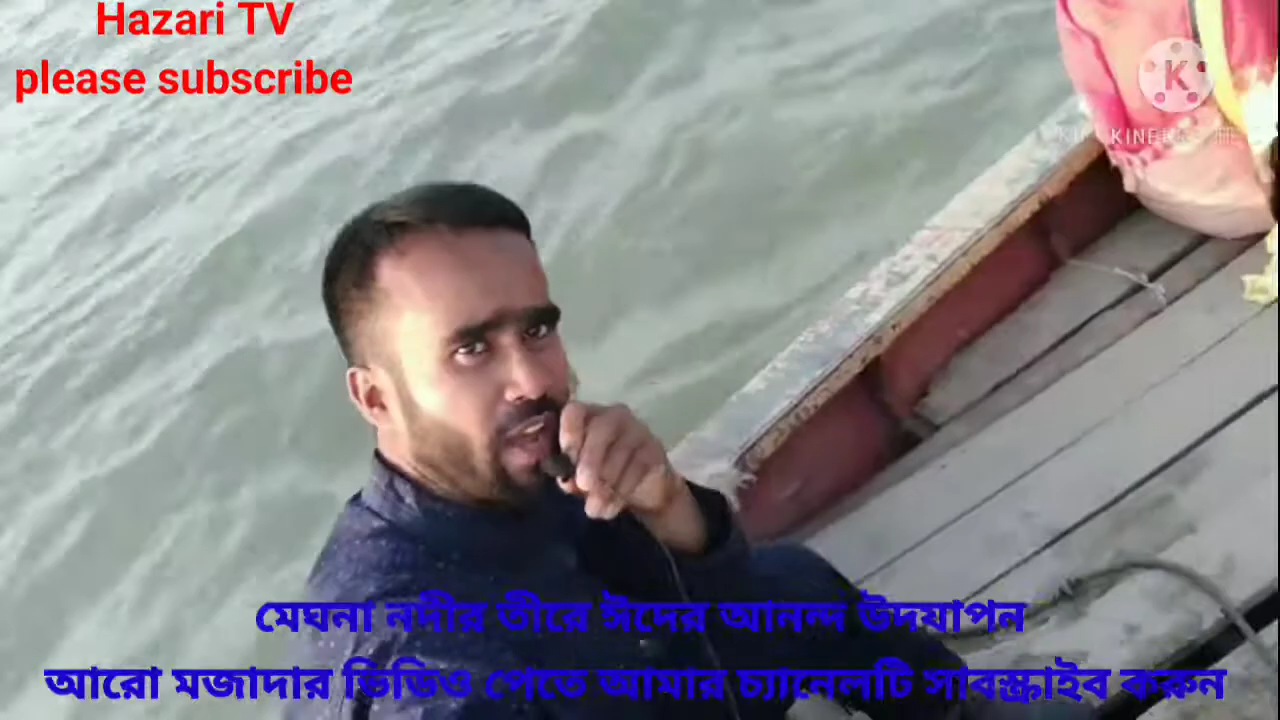 Hazari TV
please subscribe
K
মেঘনা নদীর তীরে ঈদের আনন্দ উদযাপন
আরো মজাদার ভিডিও পেতে আমার চ্যানেলটি সাবস্ক্রাইব করুন